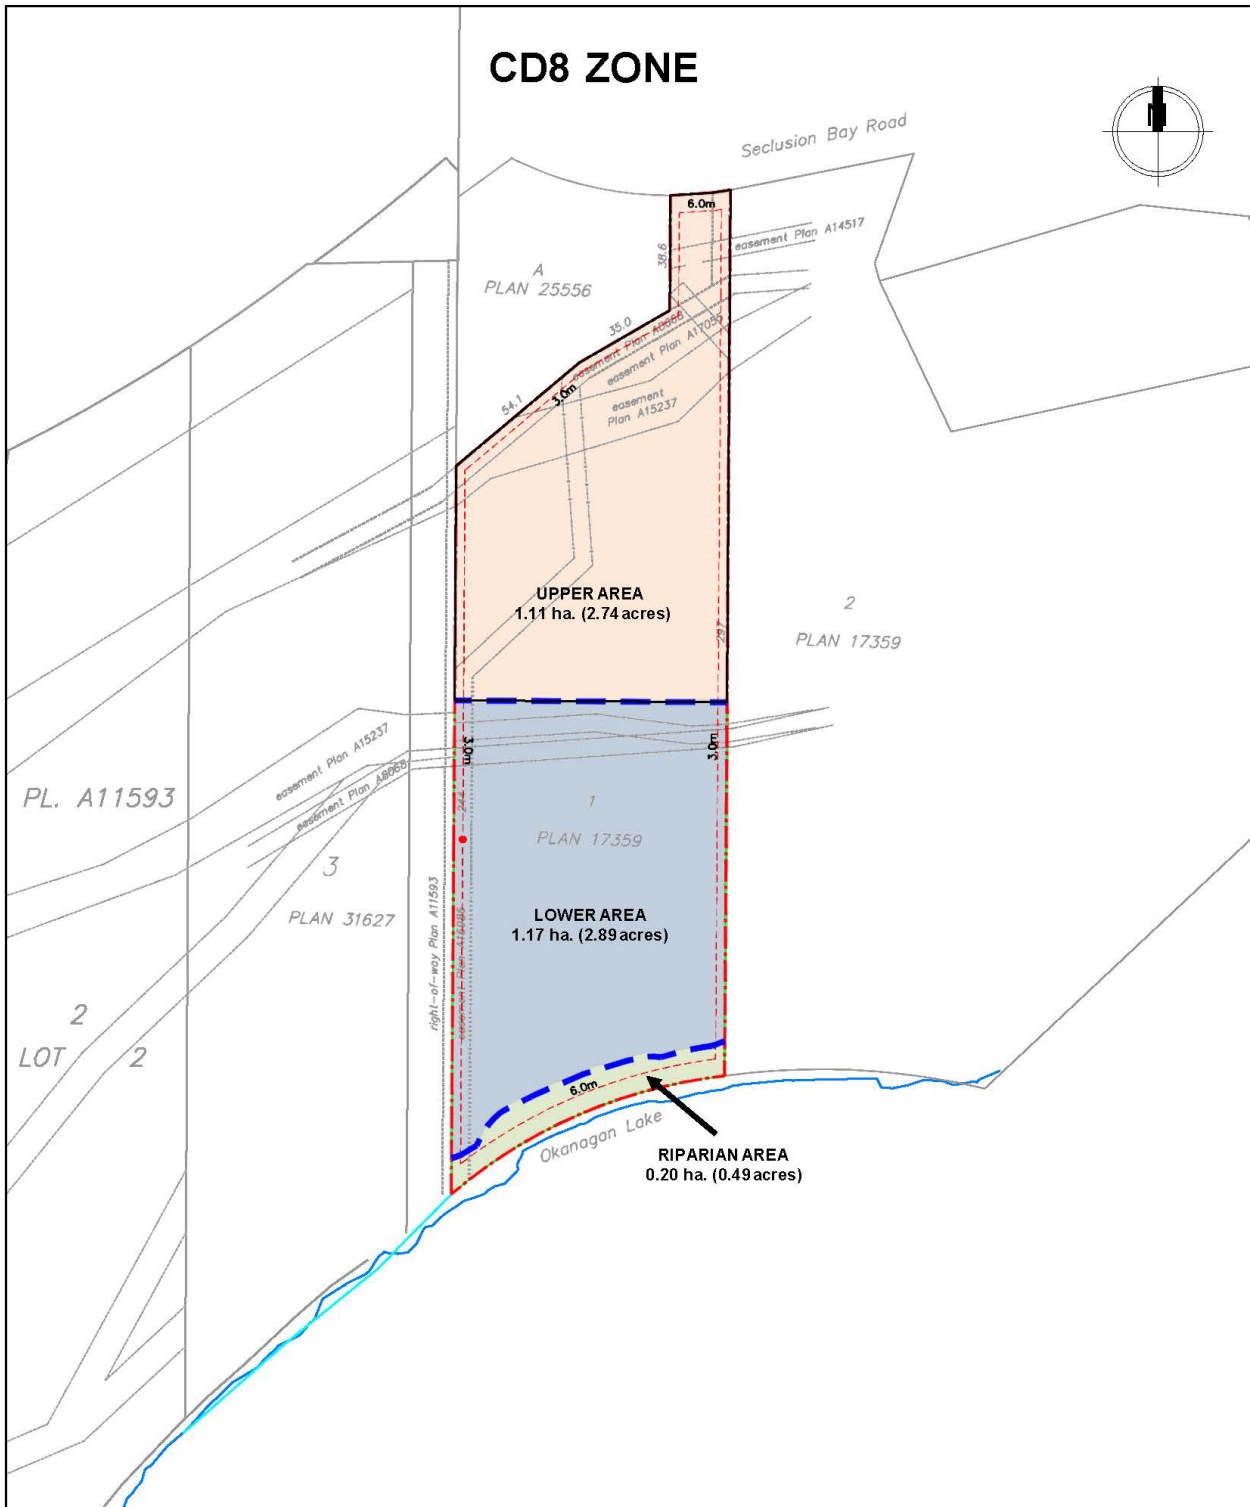 CD8 ZONE
N
Seclusion Bay Road
6.0m
easement Plan A14517
38.6
A
PLAN 25556
35.0
easement Plan A8068
easement Plan A17055
54.1
3.0m
easement
Plan A15237
UPPER AREA
1.11 ha. (2.74 acres)
297
2
PLAN 17359
3.0m
3.0m
easement Plan A15237
easement Plan A8068
PL. A11593
1
PLAN 17359
3
PLAN 31627
right-of-way Plan A11593
LOWER AREA
1.17 ha. (2.89 acres)
2
LOT 2
6.0m
Okanagan Lake
RIPARIAN AREA
0.20 ha. (0.49 acres)